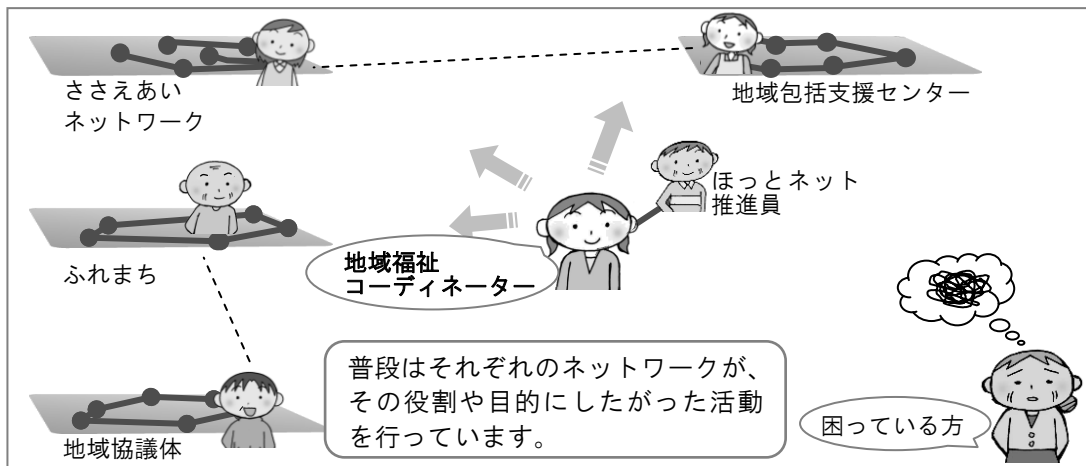 ささえあい
ネットワーク
地域包括支援センター
ほっとネット
推進員
ふれまち
地域福祉
コーディネーター
普段はそれぞれのネットワークが、
その役割や目的にしたがった活動
を行っています。
困っている方
地域協議体